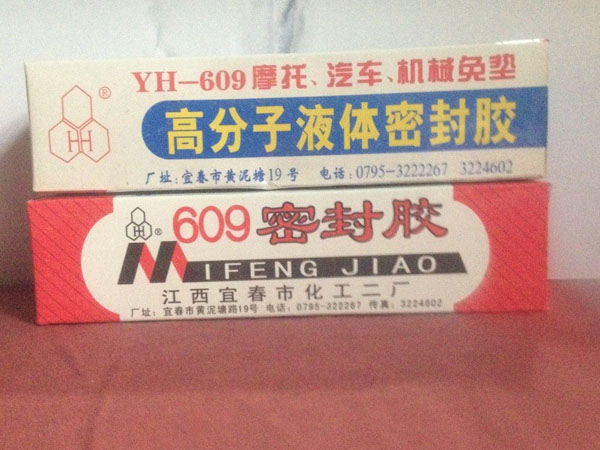 YH-609摩托、汽车、机械免垫
HH®
高分子液体密封胶
厂址:宜春市黄泥塘19号 电话:0795-3222267 3224602
HH® 609密封胶
MIFENG JIAO
江西宜春市化工二厂
厂址:宜春市黄泥塘路19号 电话:0795-322267 传真:3224602